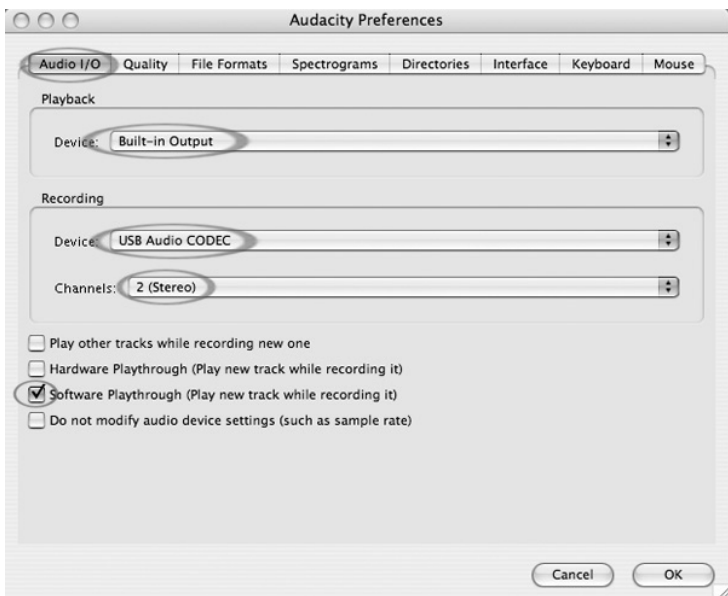 Audacity Preferences
Audio I/O Quality File Formats Spectrograms Directories Interface Keyboard Mouse
Playback
Device: Built-in Output
Recording
Device: USB Audio CODEC
Channels: 2 (Stereo)
Play other tracks while recording new one
Hardware Playthrough (Play new track while recording it)
Software Playthrough (Play new track while recording it)
Do not modify audio device settings (such as sample rate)
Cancel OK